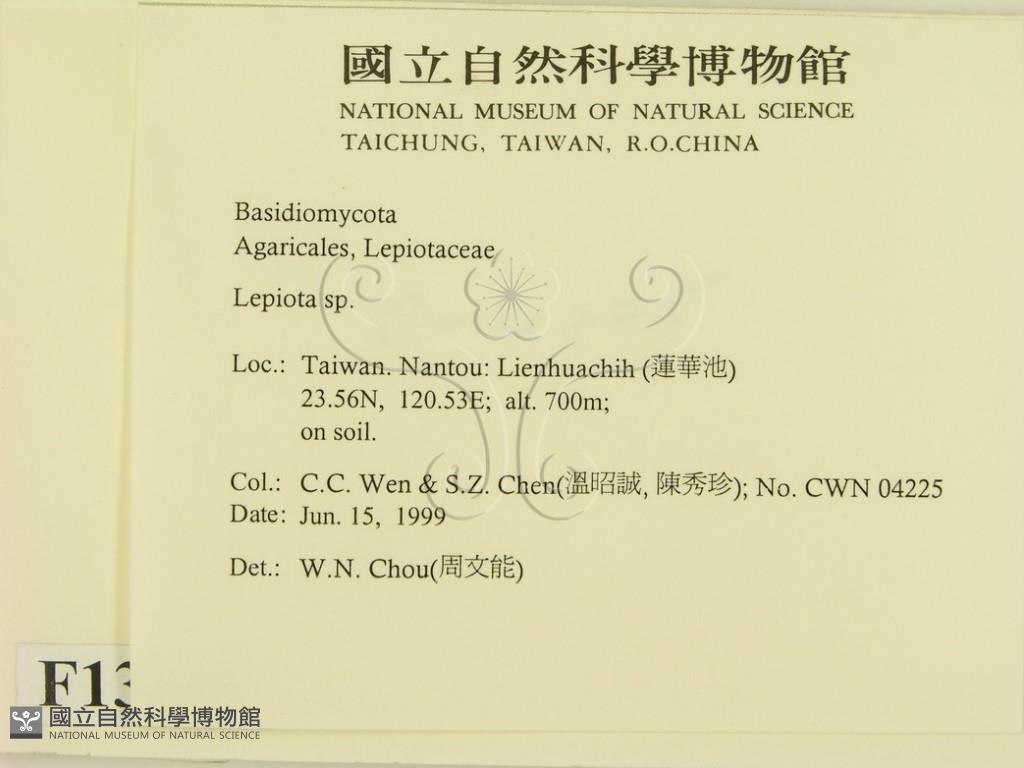 國立自然科學博物館
NATIONAL MUSEUM OF NATURAL SCIENCE
TAICHUNG, TAIWAN, R.O.CHINA
Basidiomycota
Agaricales, Lepiotaceae
Lepiota sp.
Loc.: Taiwan. Nantou: Lienhuachih (蓮華池)
23.56N, 120.53E; alt. 700m;
on soil.
Col.: C.C. Wen & S.Z. Chen(溫昭誠, 陳秀珍); No. CWN 04225
Date: Jun. 15, 1999
Det.: W.N. Chou(周文能)
F13
國立自然科學博物館
NATIONAL MUSEUM OF NATURAL SCIENCE